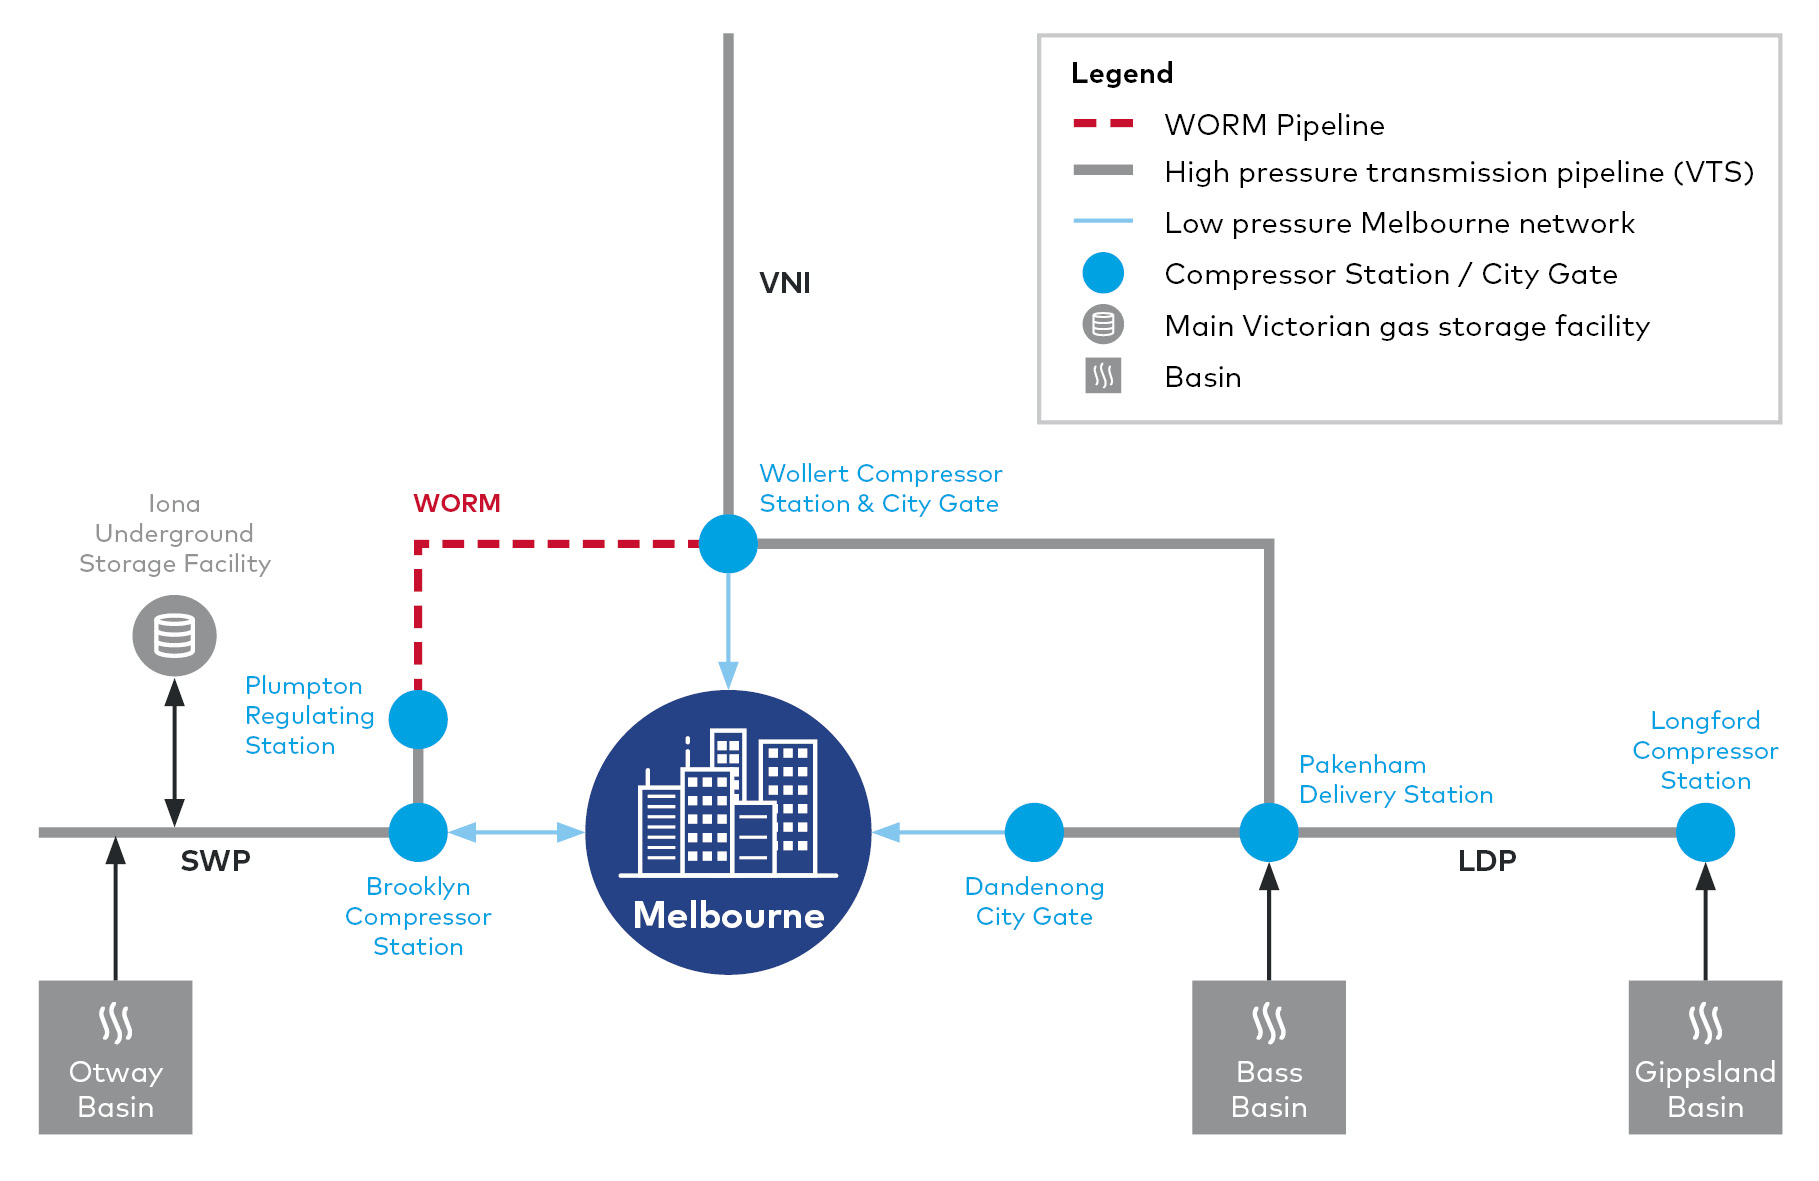 Legend
WORM Pipeline
High pressure transmission pipeline (VTS)
Low pressure Melbourne network
Compressor Station / City Gate
Main Victorian gas storage facility
Basin
VNI
Wollert Compressor
Station & City Gate
WORM
Iona
Underground
Storage Facility
Plumpton
Regulating
Station
Longford
Compressor
Station
Pakenham
Delivery Station
SWP
LDP
Brooklyn
Compressor
Station
Melbourne
Dandenong
City Gate
Otway
Basin
Bass
Basin
Gippsland
Basin